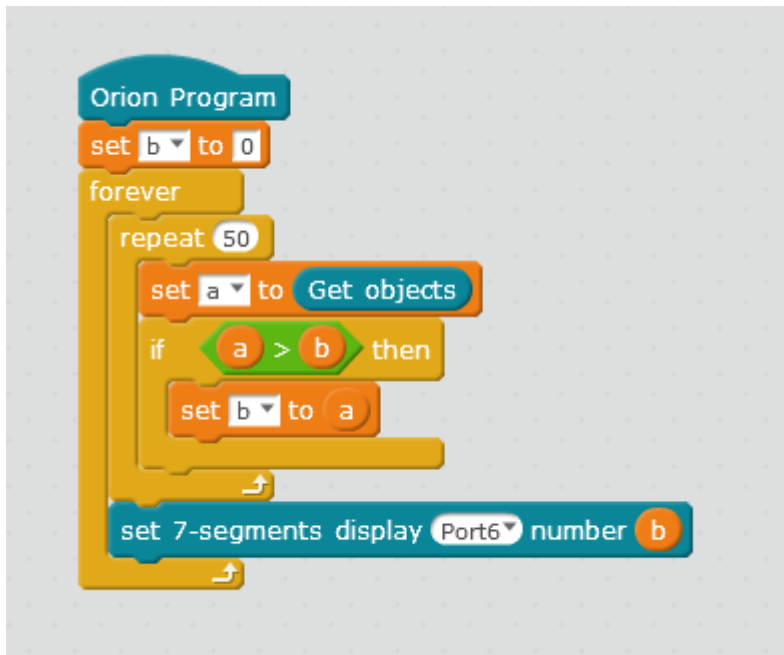 Orion Program
set b to 0
forever
repeat 50
set a to Get objects
if a > b then
set b to a
set 7-segments display Port6 number b